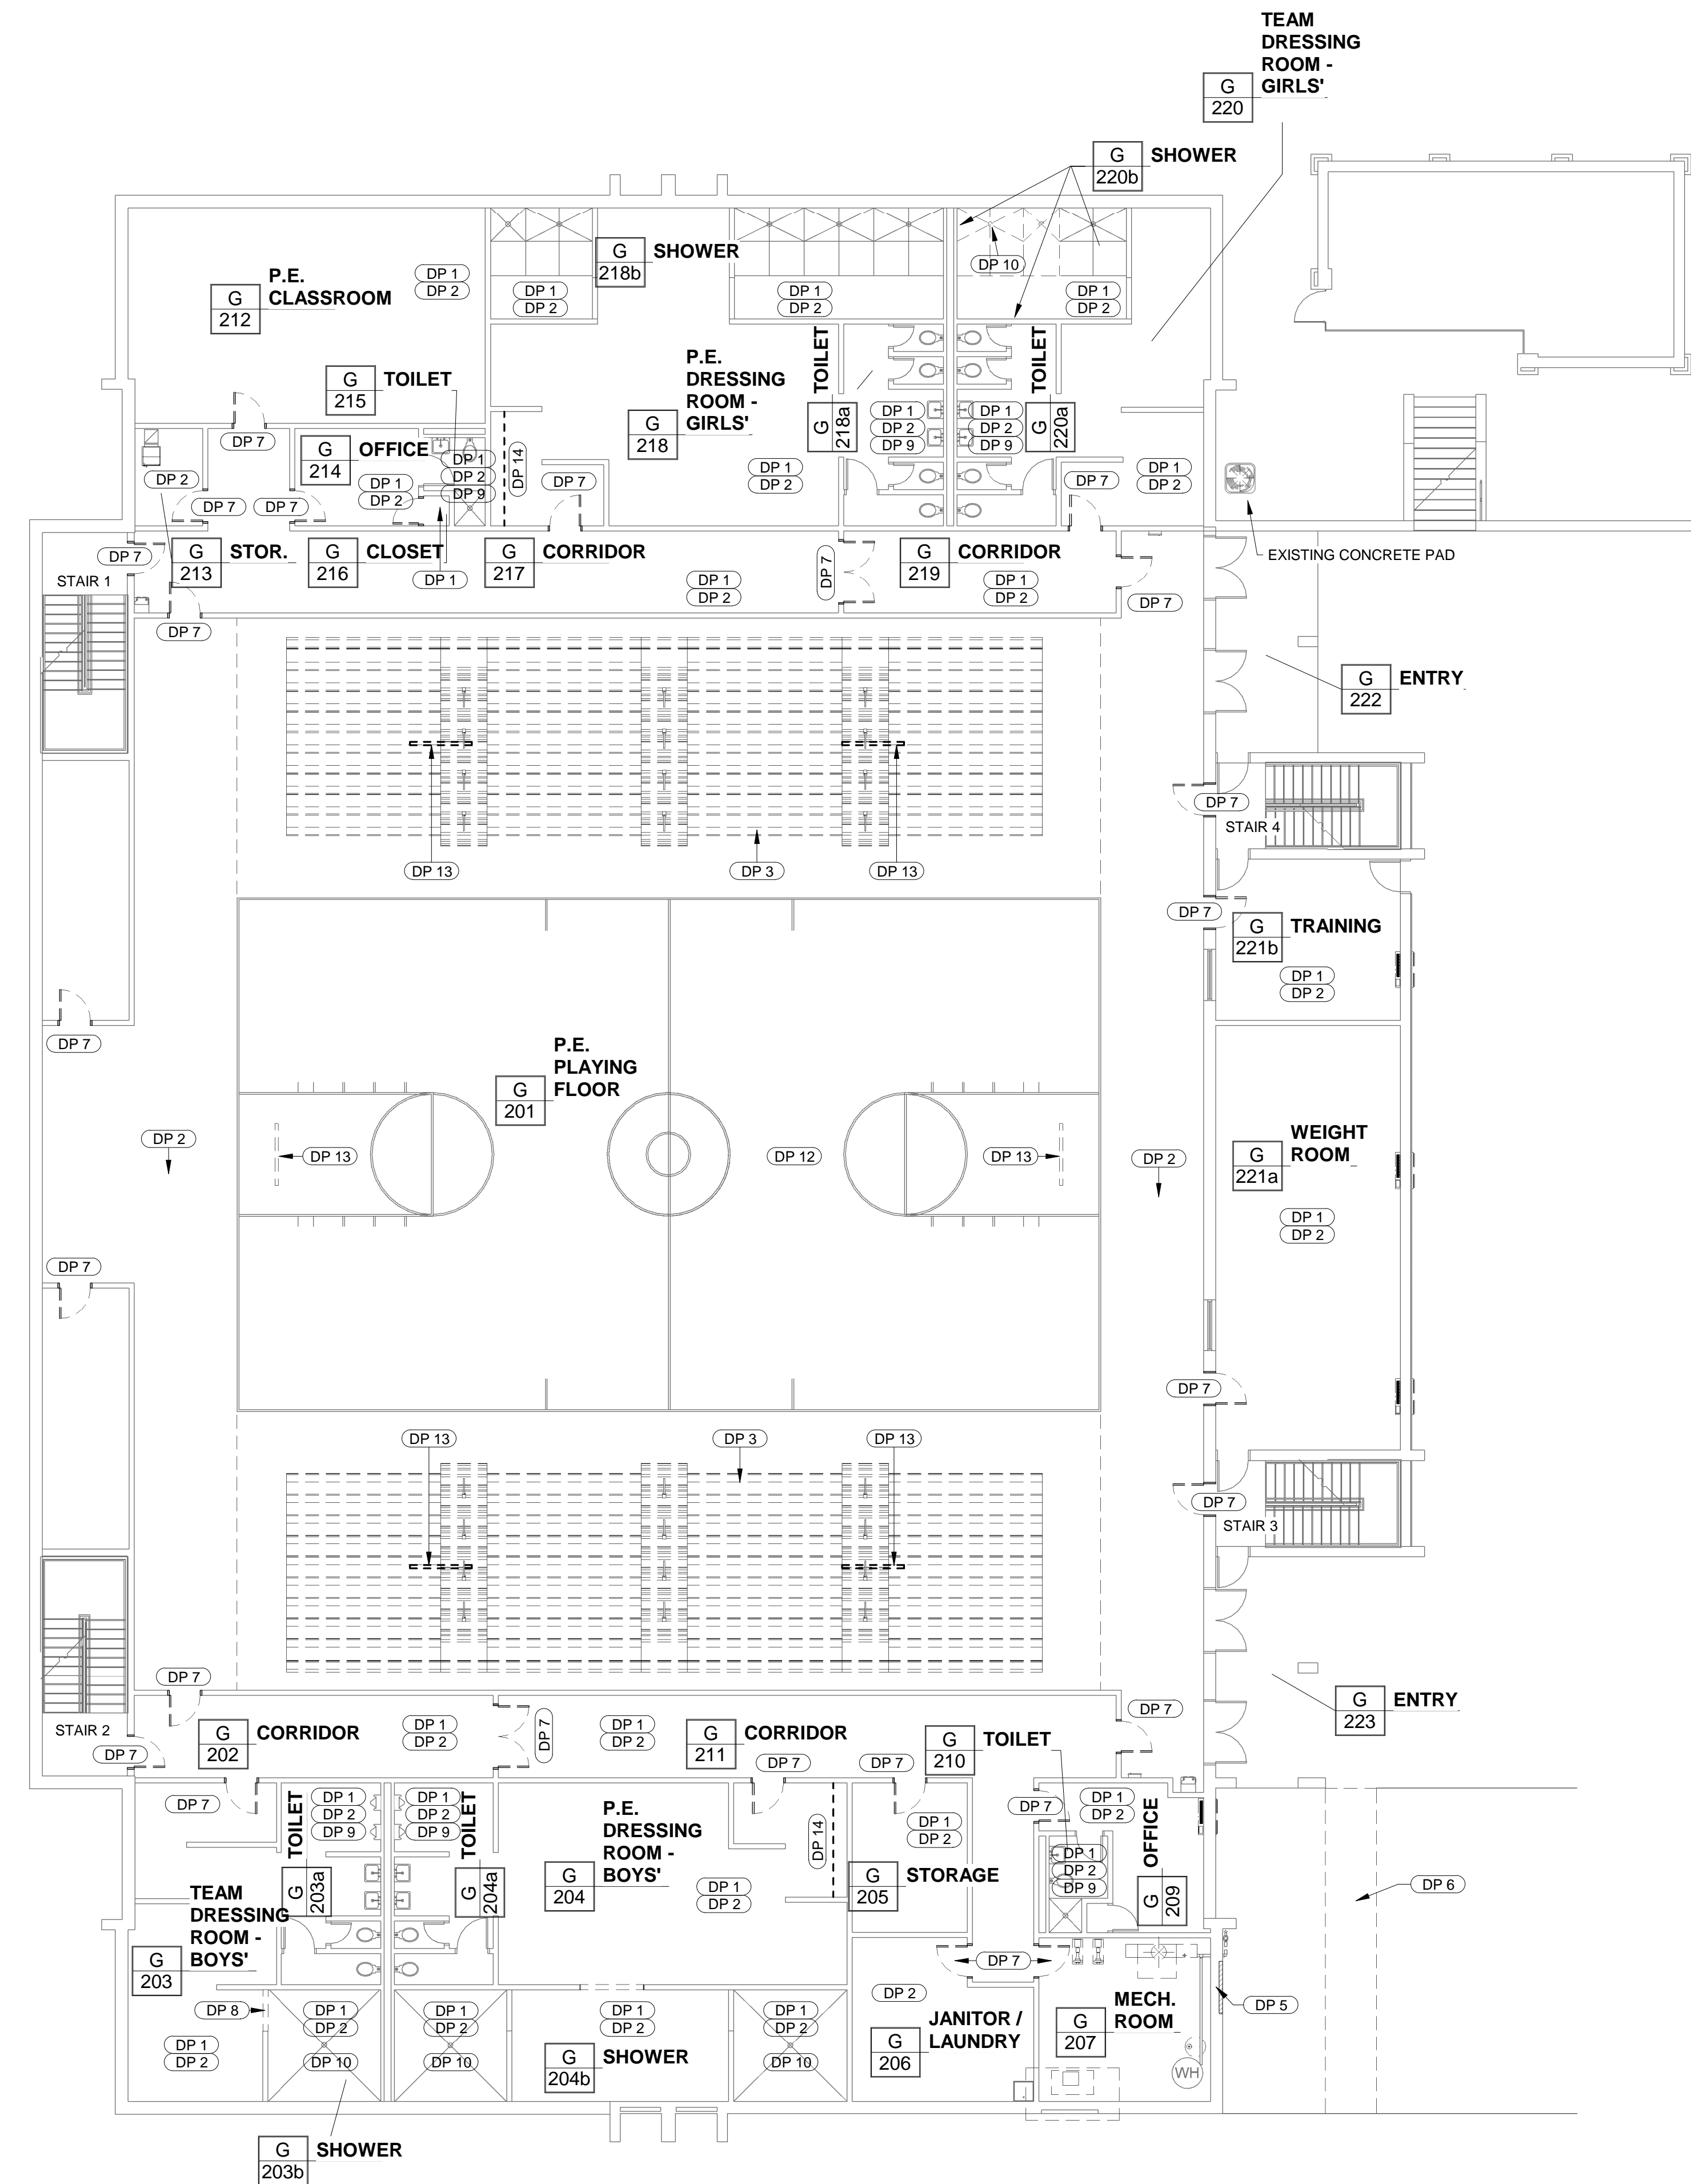 TEAM
DRESSING
ROOM -
GIRLS'
G
220
G
220b
SHOWER
G
218b
SHOWER
DP 10
P.E.
CLASSROOM
G
212
DP 1
DP 2
DP 1
DP 2
DP 1
DP 2
DP 1
DP 2
G
215
TOILET
P.E.
DRESSING
ROOM -
GIRLS'
G
218
TOILET
G
218a
TOILET
G
220a
DP 1
DP 2
DP 9
DP 1
DP 2
DP 9
DP 7
G
214
OFFICE
DP 1
DP 2
DP 9
DP 14
DP 2
DP 1
DP 2
DP 7
DP 1
DP 2
DP 7
DP 1
DP 2
DP 7
DP 7
DP 7
STAIR 1
G
213
STOR.
G
216
CLOSET
DP 1
G
217
CORRIDOR
DP 1
DP 2
DP 7
G
219
CORRIDOR
DP 1
DP 2
EXISTING CONCRETE PAD
DP 7
DP 7
G
222
ENTRY
DP 7
STAIR 4
DP 13
DP 3
DP 13
DP 7
G
221b
TRAINING
DP 1
DP 2
DP 7
P.E.
PLAYING
FLOOR
G
201
DP 2
DP 13
DP 12
DP 13
DP 2
WEIGHT
ROOM
G
221a
DP 1
DP 2
DP 7
DP 7
DP 13
DP 3
DP 13
DP 7
STAIR 3
DP 7
G
223
ENTRY
STAIR 2
DP 7
G
202
CORRIDOR
DP 1
DP 2
DP 7
DP 1
DP 2
G
211
CORRIDOR
G
210
TOILET
DP 7
DP 7
DP 7
DP 7
TOILET
G
203a
DP 1
DP 2
DP 9
DP 1
DP 2
DP 9
TOILET
G
204a
P.E.
DRESSING
ROOM -
BOYS'
G
204
DP 1
DP 2
DP 14
DP 1
DP 2
G
205
STORAGE
DP 7
DP 1
DP 2
DP 1
DP 2
DP 9
OFFICE
G
209
DP 6
TEAM
DRESSING
ROOM -
BOYS'
G
203
DP 7
DP 8
DP 1
DP 2
DP 1
DP 2
DP 10
DP 1
DP 2
DP 10
DP 1
DP 2
G
204b
SHOWER
DP 1
DP 2
DP 10
DP 2
JANITOR /
LAUNDRY
G
206
MECH.
ROOM
G
207
DP 5
WH
G
203b
SHOWER